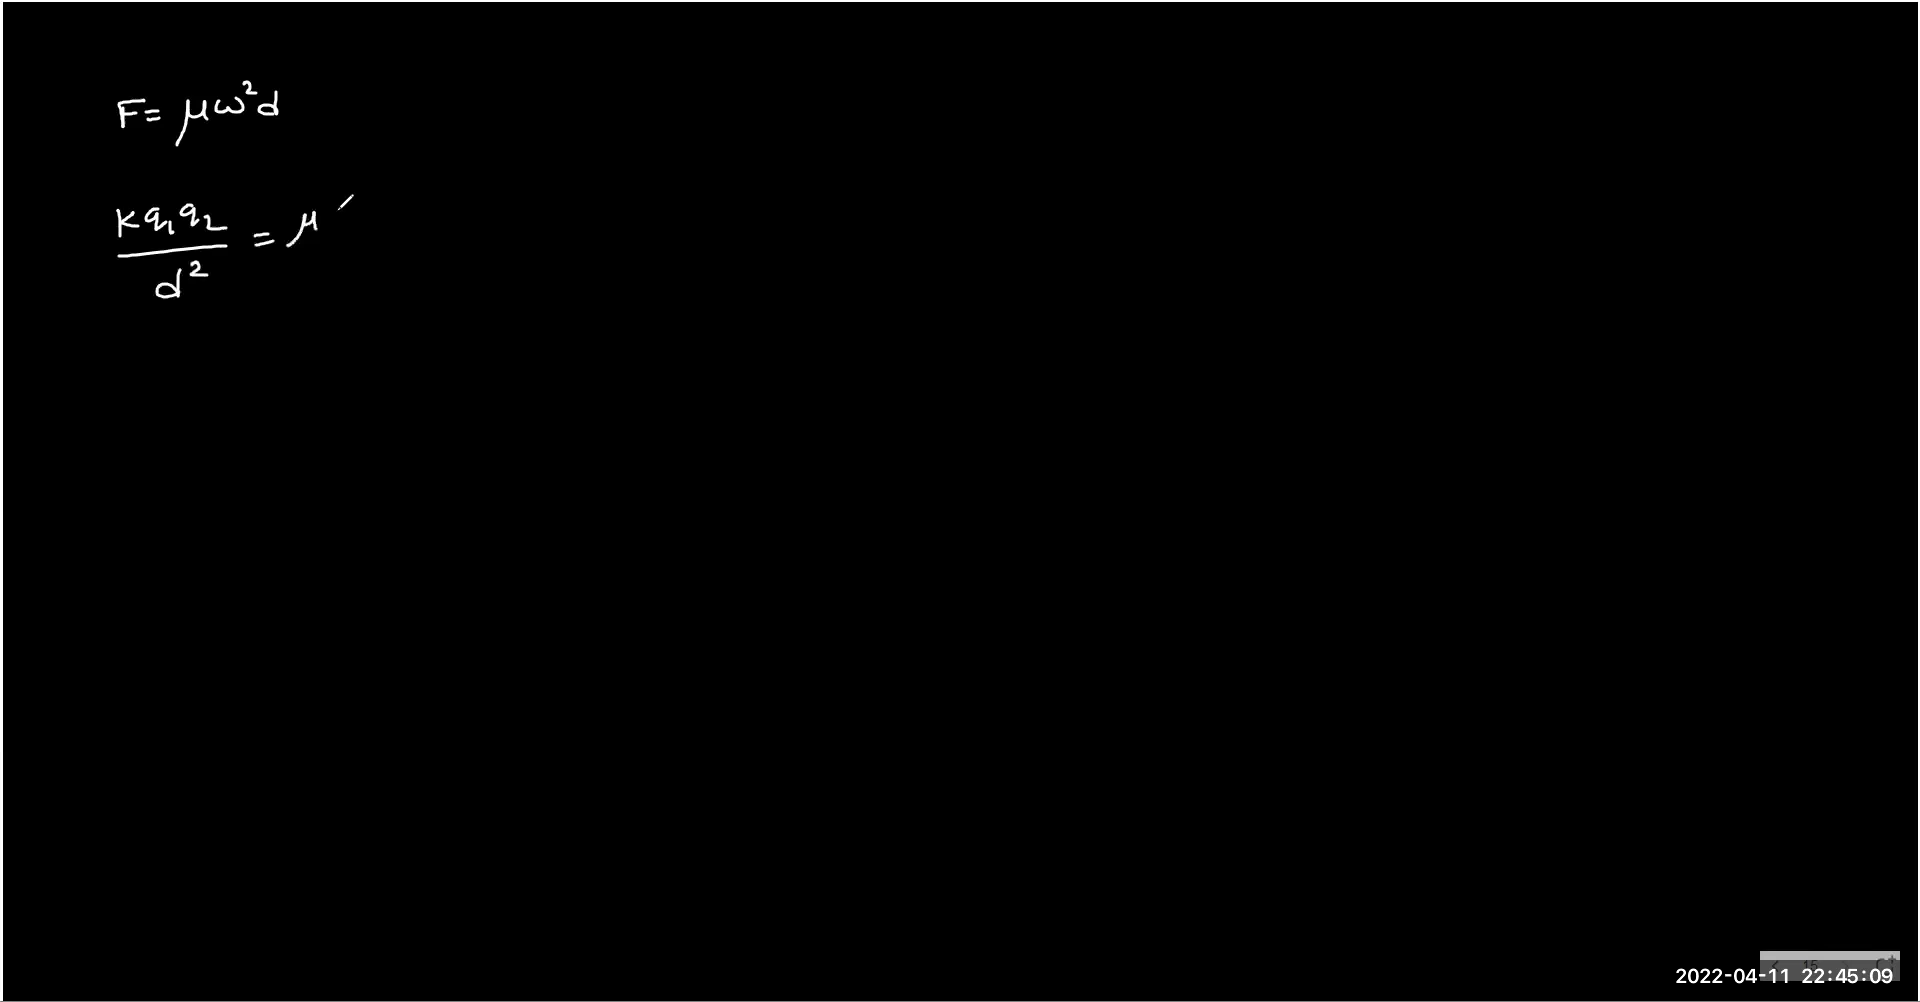 F= μω²d
Kq₁q₂/d² = μ
2022-04-11 22:45:09